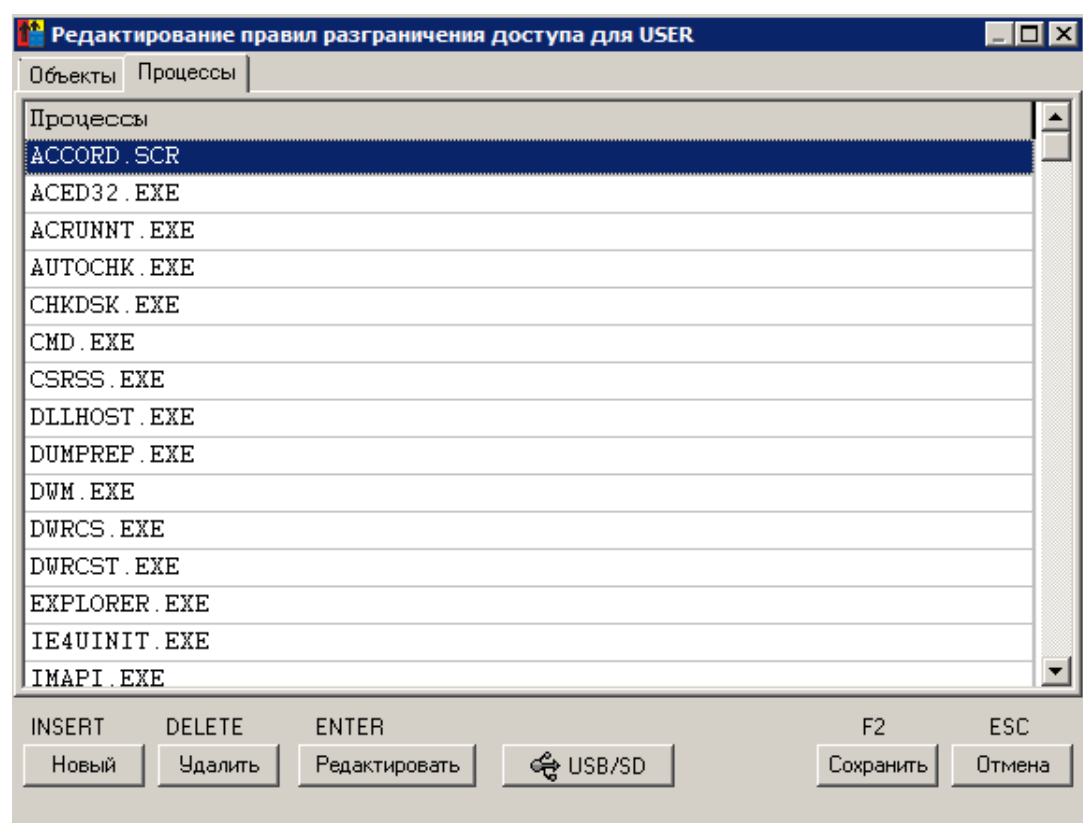 Редактирование правил разграничения доступа для USER
Объекты Процессы
Процессы
ACCORD.SCR
ACED32.EXE
ACRUNNT.EXE
AUTOCHK.EXE
CHKDSK.EXE
CMD.EXE
CSRSS.EXE
DLLHOST.EXE
DUMPREP.EXE
DWM.EXE
DWRCS.EXE
DWRCST.EXE
EXPLORER.EXE
IE4UINIT.EXE
IMAPI.EXE
INSERT DELETE ENTER F2 ESC
Новый Удалить Редактировать USB/SD Сохранить Отмена